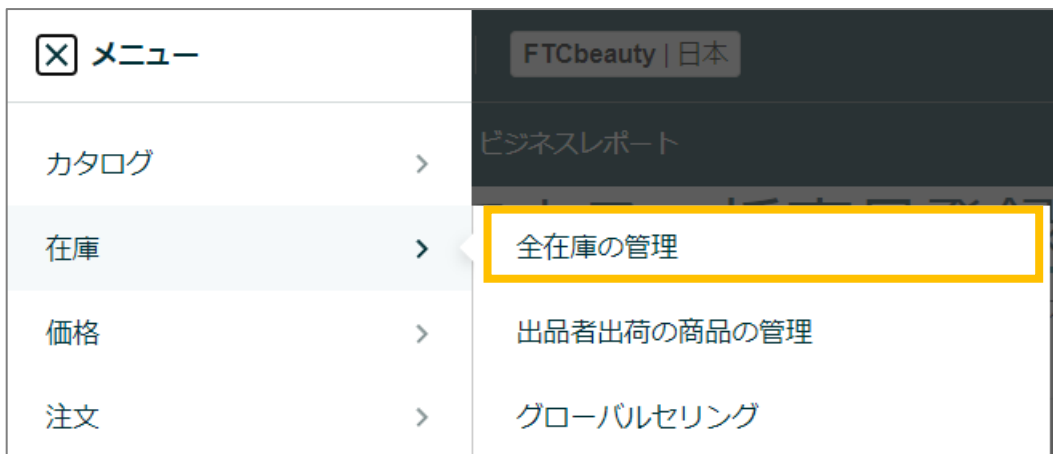 メニュー
FTCbeauty | 日本
ビジネスレポート
カタログ
在庫
全在庫の管理
価格
出品者出荷の商品の管理
注文
グローバルセリング